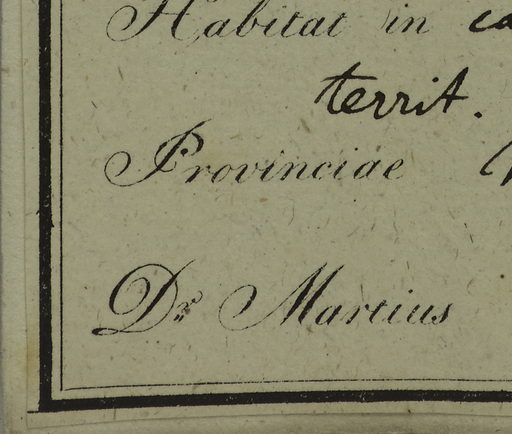 Habitat in
territ.
Provinciae
Dr. Martius